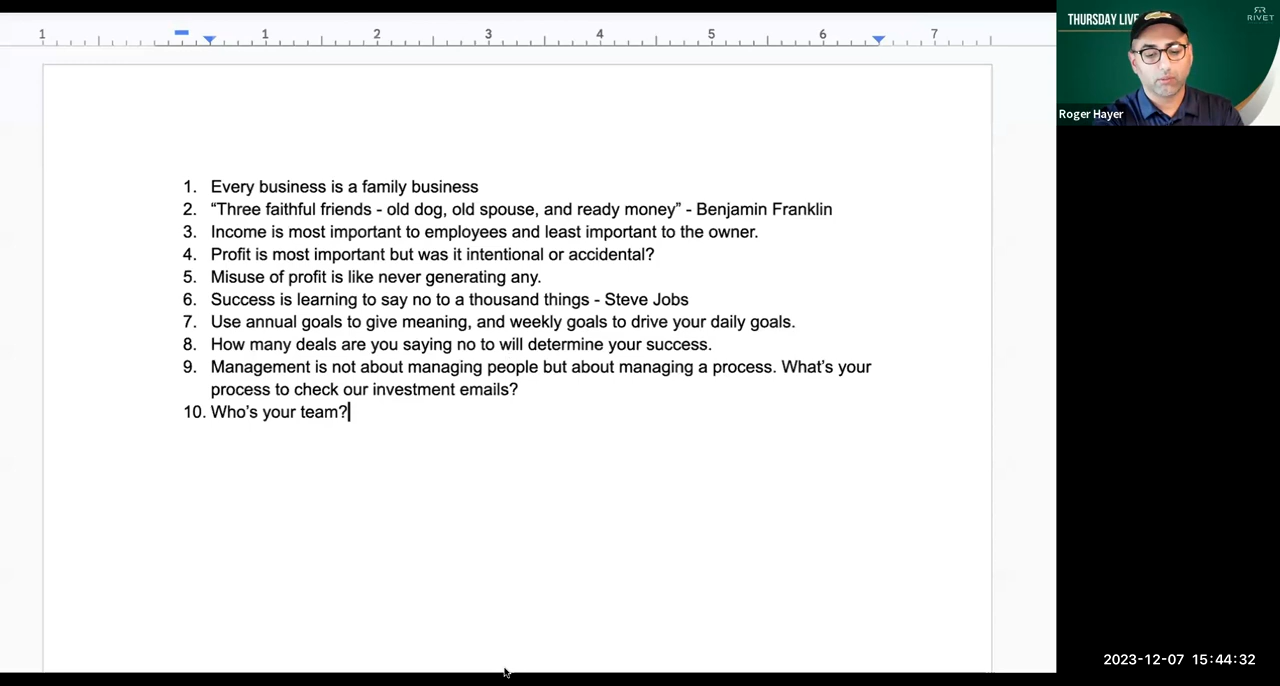 1 1 2 3 4 5 6 7
1. Every business is a family business
2. “Three faithful friends - old dog, old spouse, and ready money” - Benjamin Franklin
3. Income is most important to employees and least important to the owner.
4. Profit is most important but was it intentional or accidental?
5. Misuse of profit is like never generating any.
6. Success is learning to say no to a thousand things - Steve Jobs
7. Use annual goals to give meaning, and weekly goals to drive your daily goals.
8. How many deals are you saying no to will determine your success.
9. Management is not about managing people but about managing a process. What’s your
process to check our investment emails?
10. Who’s your team?
THURSDAY LIVE
RIVET
Roger Hayer
2023-12-07 15:44:32